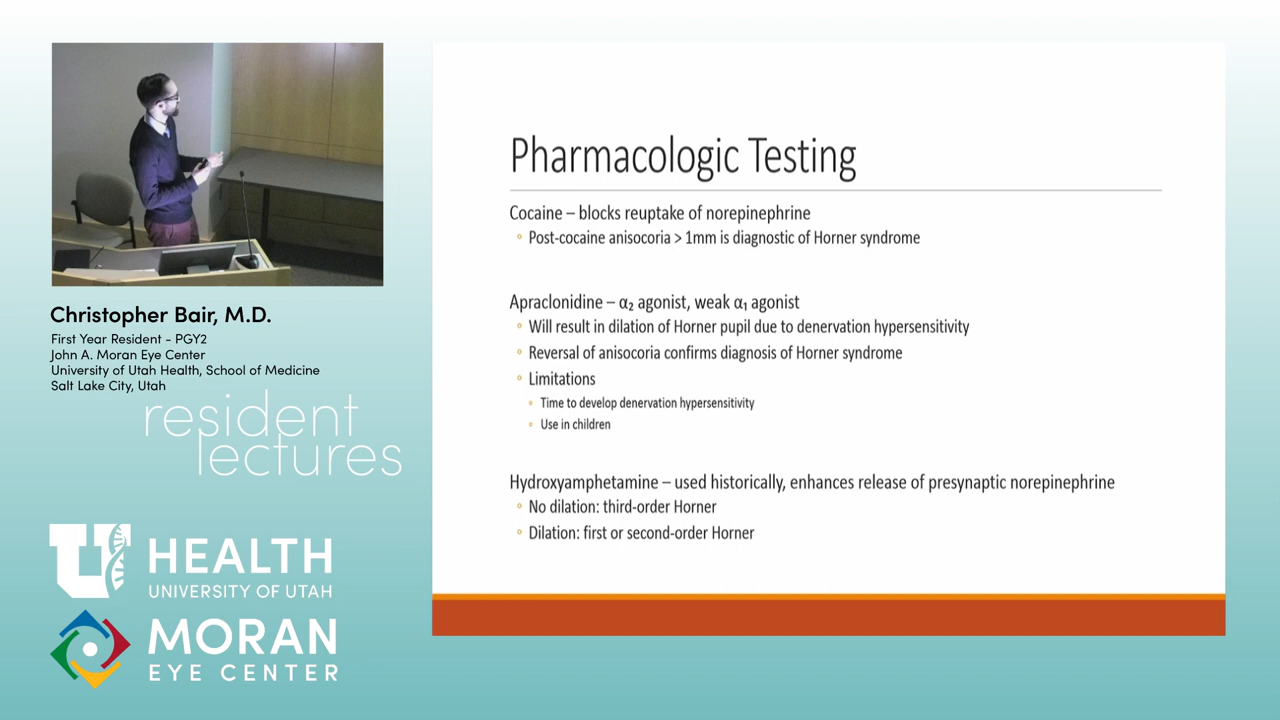 Christopher Bair, M.D.
First Year Resident - PGY2
John A. Moran Eye Center
University of Utah Health, School of Medicine
Salt Lake City, Utah
resident
lectures
U HEALTH
UNIVERSITY OF UTAH
MORAN
EYE CENTER
Pharmacologic Testing
Cocaine – blocks reuptake of norepinephrine
◦ Post-cocaine anisocoria > 1mm is diagnostic of Horner syndrome
Apraclonidine – α₂ agonist, weak α₁ agonist
◦ Will result in dilation of Horner pupil due to denervation hypersensitivity
◦ Reversal of anisocoria confirms diagnosis of Horner syndrome
◦ Limitations
◦ Time to develop denervation hypersensitivity
◦ Use in children
Hydroxyamphetamine – used historically, enhances release of presynaptic norepinephrine
◦ No dilation: third-order Horner
◦ Dilation: first or second-order Horner